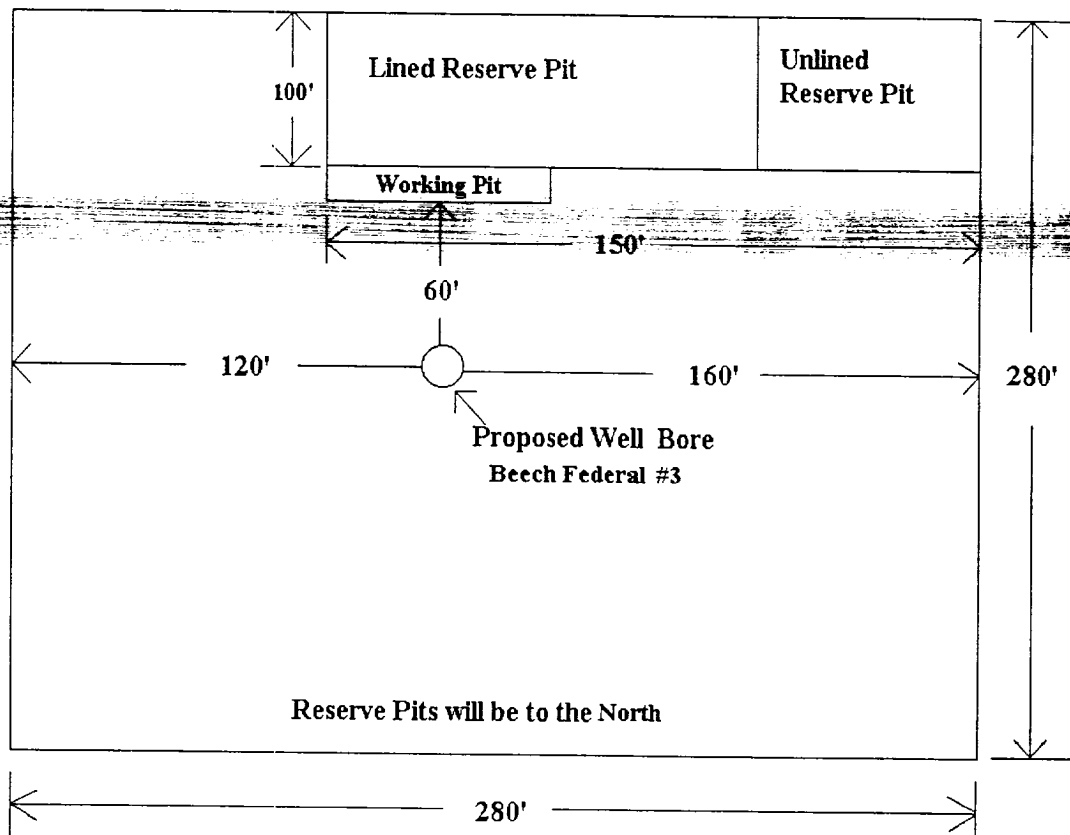 Lined Reserve Pit
Unlined
Reserve Pit
100'
Working Pit
150'
60'
120'
160'
280'
Proposed Well Bore
Beech Federal #3
Reserve Pits will be to the North
280'